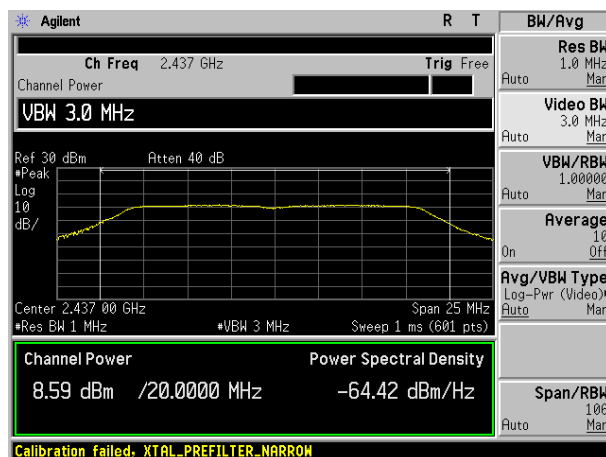 Agilent
R T
BW/Avg
Ch Freq 2.437 GHz
Trig Free
Channel Power
VBW 3.0 MHz
Ref 30 dBm Atten 40 dB
#Peak
Log
10
dB/
Center 2.437 00 GHz Span 25 MHz
#Res BW 1 MHz #VBW 3 MHz Sweep 1 ms (601 pts)
Channel Power Power Spectral Density
8.59 dBm /20.0000 MHz -64.42 dBm/Hz
Calibration failed, XTAL_PREFILTER_NARROW
Res BW
1.0 MHz
Auto Man
Video BW
3.0 MHz
Auto Man
VBW/RBW
1.00000
Auto Man
Average
10
On Off
Avg/VBW Type
Log-Pwr (Video)
Auto Man
Span/RBW
106
Auto Man